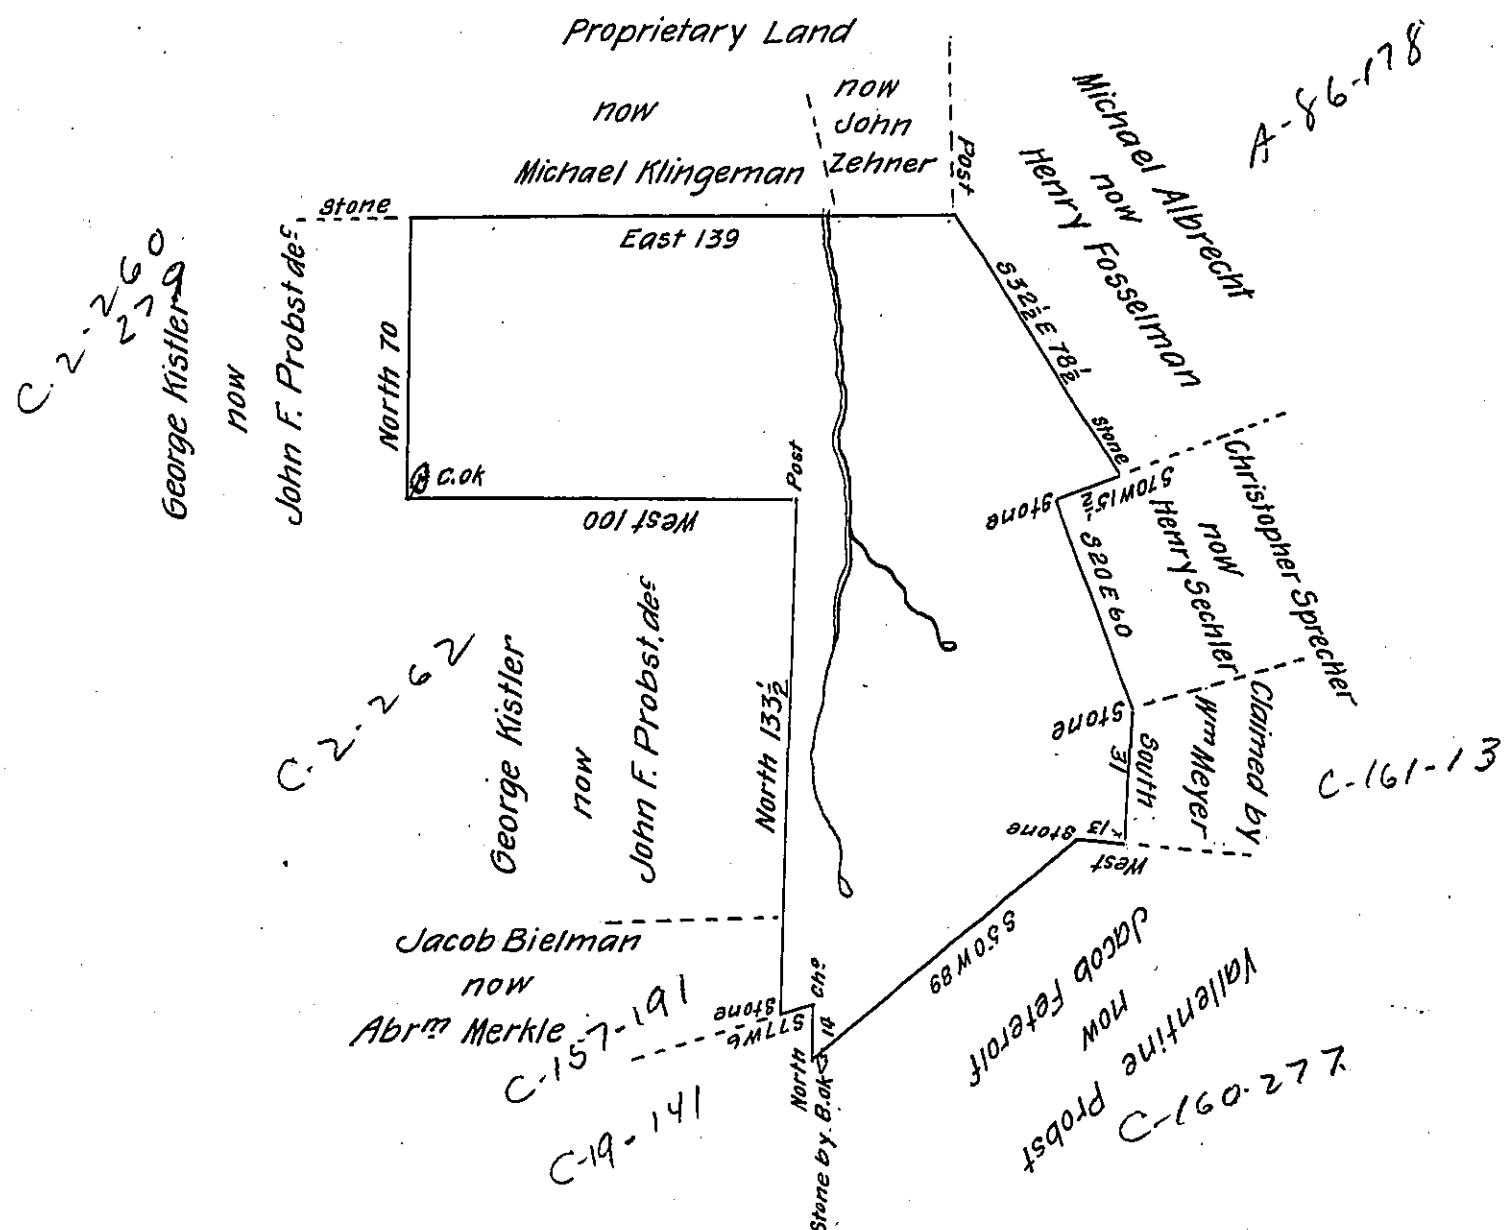 Proprietary Land
now
Michael Klingeman
now
John
Zehner
Post
Michael Albrecht
now
Henry Fosselman
A-86-178
stone
East 139
S32½E 78½
North 70
C.ok
West 100
Post
C-2-260
279
George Kistler
now
John F. Probst dec
stone
S70W15½
Stone
S20E60
Christopher Sprecher
now
Henry Sechler
Stone
South
31
Claimed by
Wm Meyer
C-161-13
West
13
Stone
C-2-262
George Kistler
now
John F. Probst, dec
North 133½
S50W89
Vallentine Probst
now
Jacob Feterolf
C-160-277
Jacob Bielman
now
Abrm Merkle
C-157-191
Stone
S77W6
Chs
North 14
Stone by B.ok
C-19-141